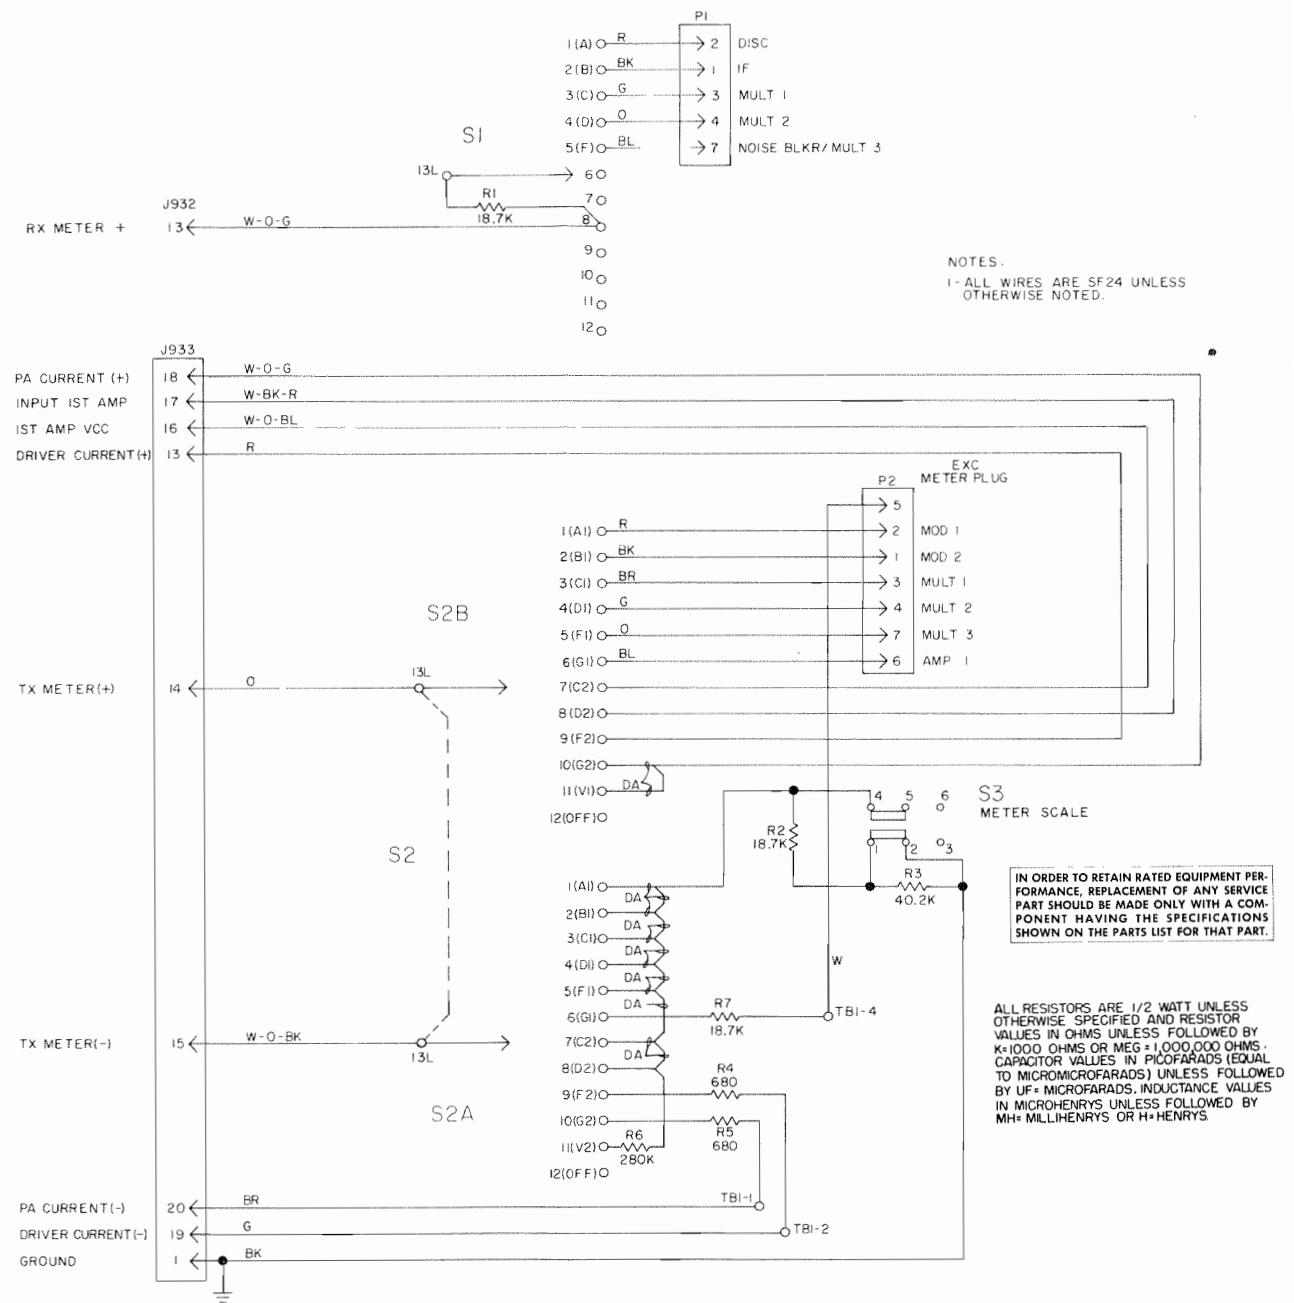 P1
1(A) R 2 DISC
2(B) BK 1 IF
3(C) G 3 MULT 1
4(D) O 4 MULT 2
5(F) BL 7 NOISE BLKR/MULT 3
S1
13L 6
7
R1
18.7K
8
J932
RX METER + 13 W-O-G
9
10
11
12
NOTES.
1- ALL WIRES ARE SF24 UNLESS
OTHERWISE NOTED.
J933
PA CURRENT (+) 18 W-O-G
INPUT 1ST AMP 17 W-BK-R
1ST AMP VCC 16 W-O-BL
DRIVER CURRENT(+) 13 R
EXC
METER PLUG
P2
5
1(A1) R 2 MOD 1
2(B1) BK 1 MOD 2
3(C1) BR 3 MULT 1
4(D1) G 4 MULT 2
5(F1) O 7 MULT 3
6(G1) BL 6 AMP 1
S2B
TX METER(+) 14 O 13L
7(C2)
8(D2)
9(F2)
10(G2)
DA
11(V1)
12(OFF)
4 5 6 S3
METER SCALE
R2
18.7K
1 2 3
R3
40.2K
S2
1(A1)
DA
2(B1)
DA
3(C1)
DA
4(D1)
DA
5(F1)
DA
6(G1) R7
18.7K
TB1-4
W
7(C2)
DA
8(D2)
TX METER(-) 15 W-O-BK
13L
S2A
9(F2) R4
680
10(G2) R5
680
11(V2) R6
280K
12(OFF)
IN ORDER TO RETAIN RATED EQUIPMENT PER-
FORMANCE, REPLACEMENT OF ANY SERVICE
PART SHOULD BE MADE ONLY WITH A COM-
PONENT HAVING THE SPECIFICATIONS
SHOWN ON THE PARTS LIST FOR THAT PART.
ALL RESISTORS ARE 1/2 WATT UNLESS
OTHERWISE SPECIFIED AND RESISTOR
VALUES IN OHMS UNLESS FOLLOWED BY
K=1000 OHMS OR MEG = 1,000,000 OHMS.
CAPACITOR VALUES IN PICOFARADS (EQUAL
TO MICROMICROFARADS) UNLESS FOLLOWED
BY UF= MICROFARADS. INDUCTANCE VALUES
IN MICROHENRYS UNLESS FOLLOWED BY
MH= MILLIHENRYS OR H=HENRYS.
PA CURRENT(-) 20 BR TB1-1
DRIVER CURRENT(-) 19 G TB1-2
GROUND 1 BK